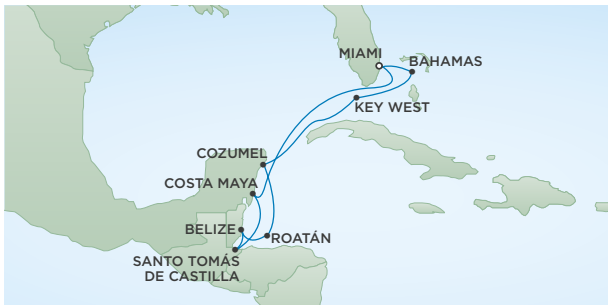 MIAMI
BAHAMAS
KEY WEST
COZUMEL
COSTA MAYA
BELIZE
ROATÁN
SANTO TOMÁS
DE CASTILLA